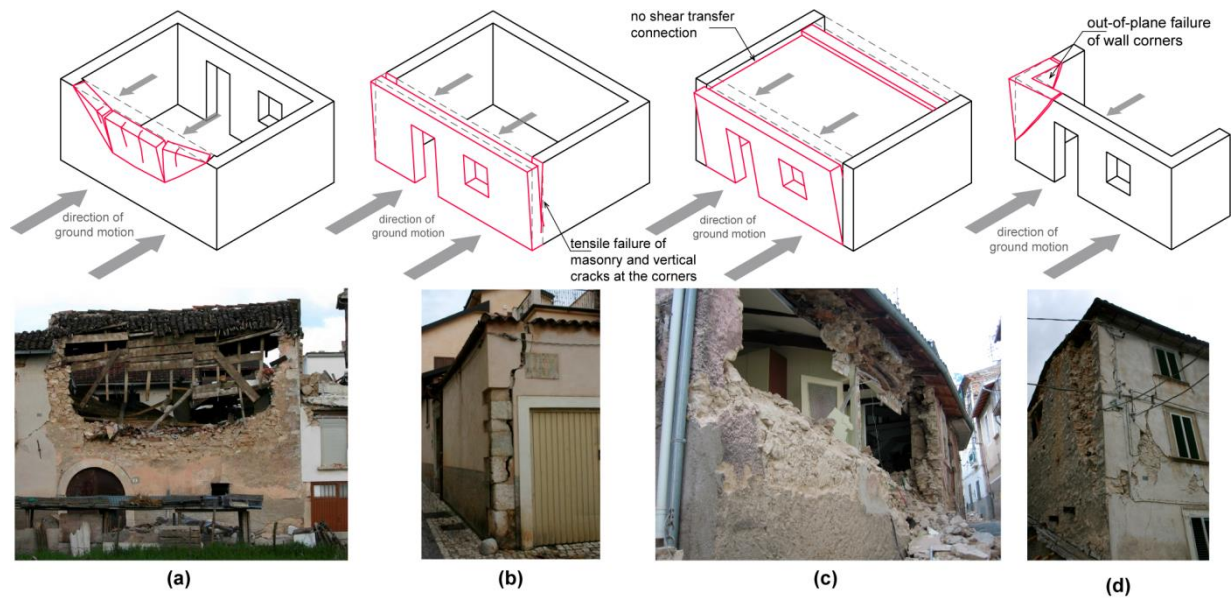 no shear transfer
connection
out-of-plane failure
of wall corners
direction of
ground motion
direction of
ground motion
tensile failure of
masonry and vertical
cracks at the corners
direction of
ground motion
direction of
ground motion
(a)
(b)
(c)
(d)